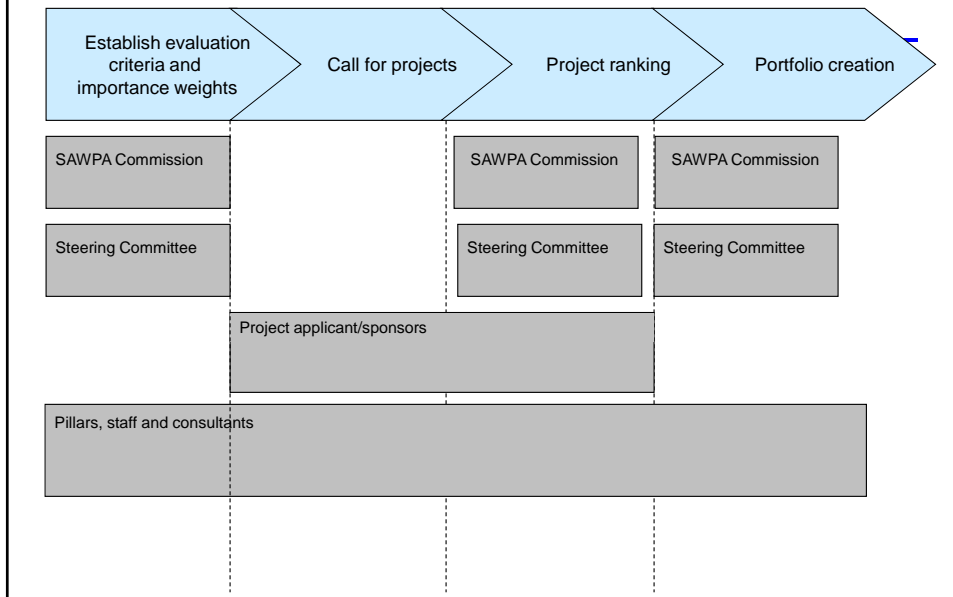 Establish evaluation
criteria and
importance weights
Call for projects
Project ranking
Portfolio creation
SAWPA Commission
SAWPA Commission
SAWPA Commission
Steering Committee
Steering Committee
Steering Committee
Project applicant/sponsors
Pillars, staff and consultants